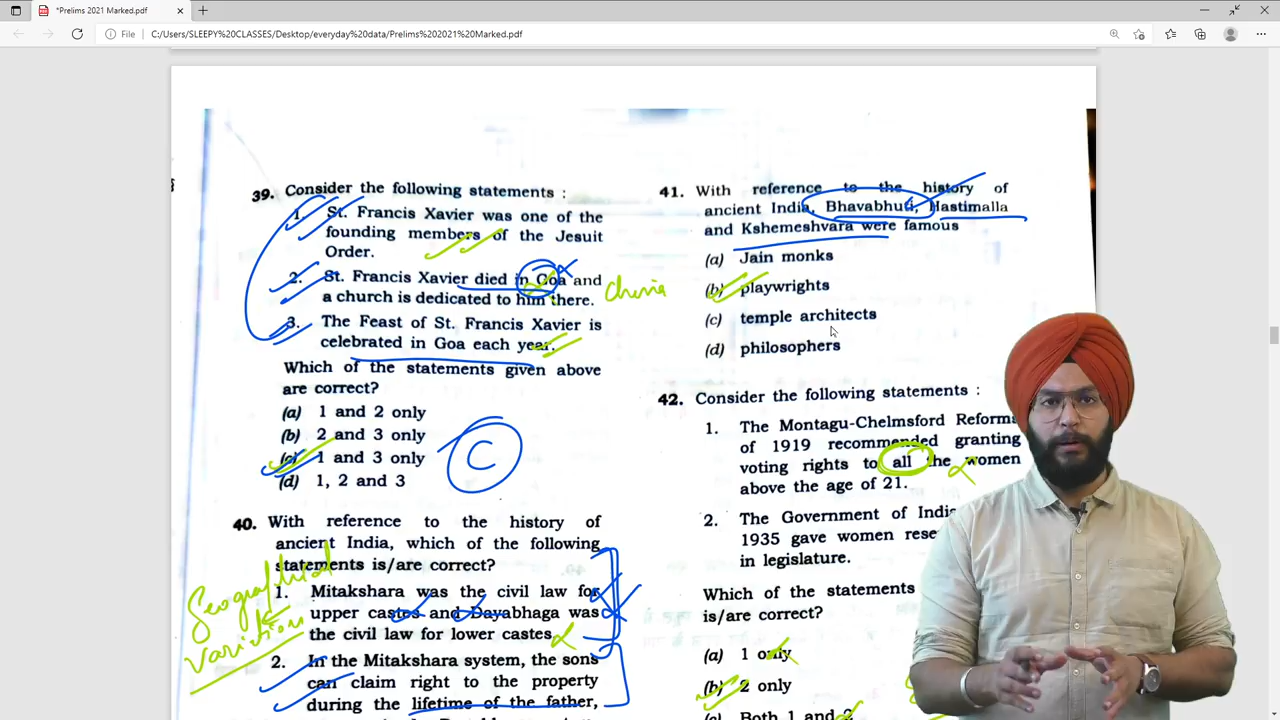 *Prelims 2021 Marked.pdf
File
C:/Users/SLEEPY%20CLASSES/Desktop/everyday%20data/Prelims%202021%20Marked.pdf
39. Consider the following statements :
1. St. Francis Xavier was one of the
founding members of the Jesuit
Order.
2. St. Francis Xavier died in Goa and
a church is dedicated to him there.
China
3. The Feast of St. Francis Xavier is
celebrated in Goa each year.
Which of the statements given above
are correct?
(a) 1 and 2 only
(b) 2 and 3 only
(c) 1 and 3 only
(d) 1, 2 and 3
C
40. With reference to the history of
ancient India, which of the following
statements is/are correct?
Geographical
Variation
1. Mitakshara was the civil law for
upper castes and Dayabhaga was
the civil law for lower castes.
2. In the Mitakshara system, the sons
can claim right to the property
during the lifetime of the father,
41. With reference to the history of
ancient India, Bhavabhuti, Hastimalla
and Kshemeshvara were famous
(a) Jain monks
(b) playwrights
(c) temple architects
(d) philosophers
42. Consider the following statements :
1. The Montagu-Chelmsford Reforms
of 1919 recommended granting
voting rights to all the women
above the age of 21.
2. The Government of India
1935 gave women
in legislature.
Which of the statements
is/are correct?
(a) 1 only
(b) 2 only
(c) Both 1 and 2